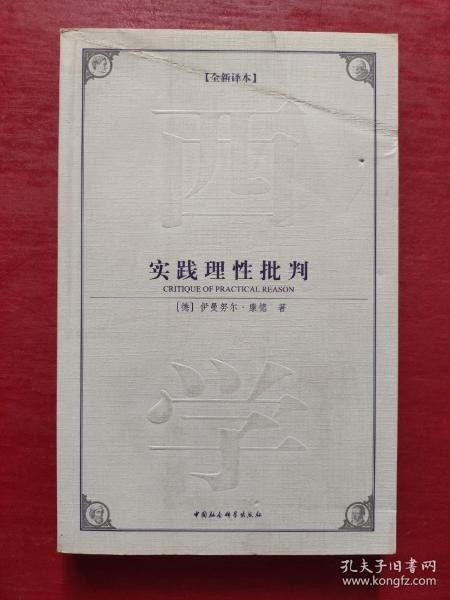 【全新译本】
西
实践理性批判
CRITIQUE OF PRACTICAL REASON
［德］伊曼努尔·康德 著
学
中国社会科学出版社
孔夫子旧书网
www.kongfz.com